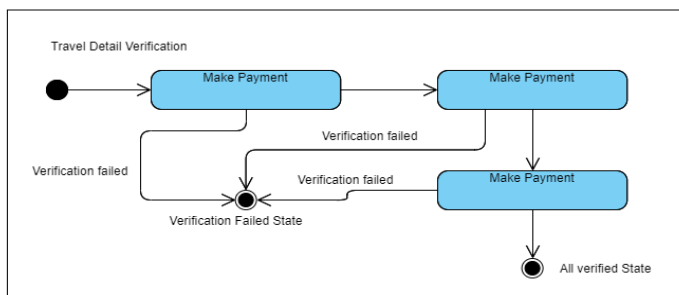 Travel Detail Verification
Make Payment
Make Payment
Verification failed
Verification failed
Verification failed
Make Payment
Verification Failed State
All verified State